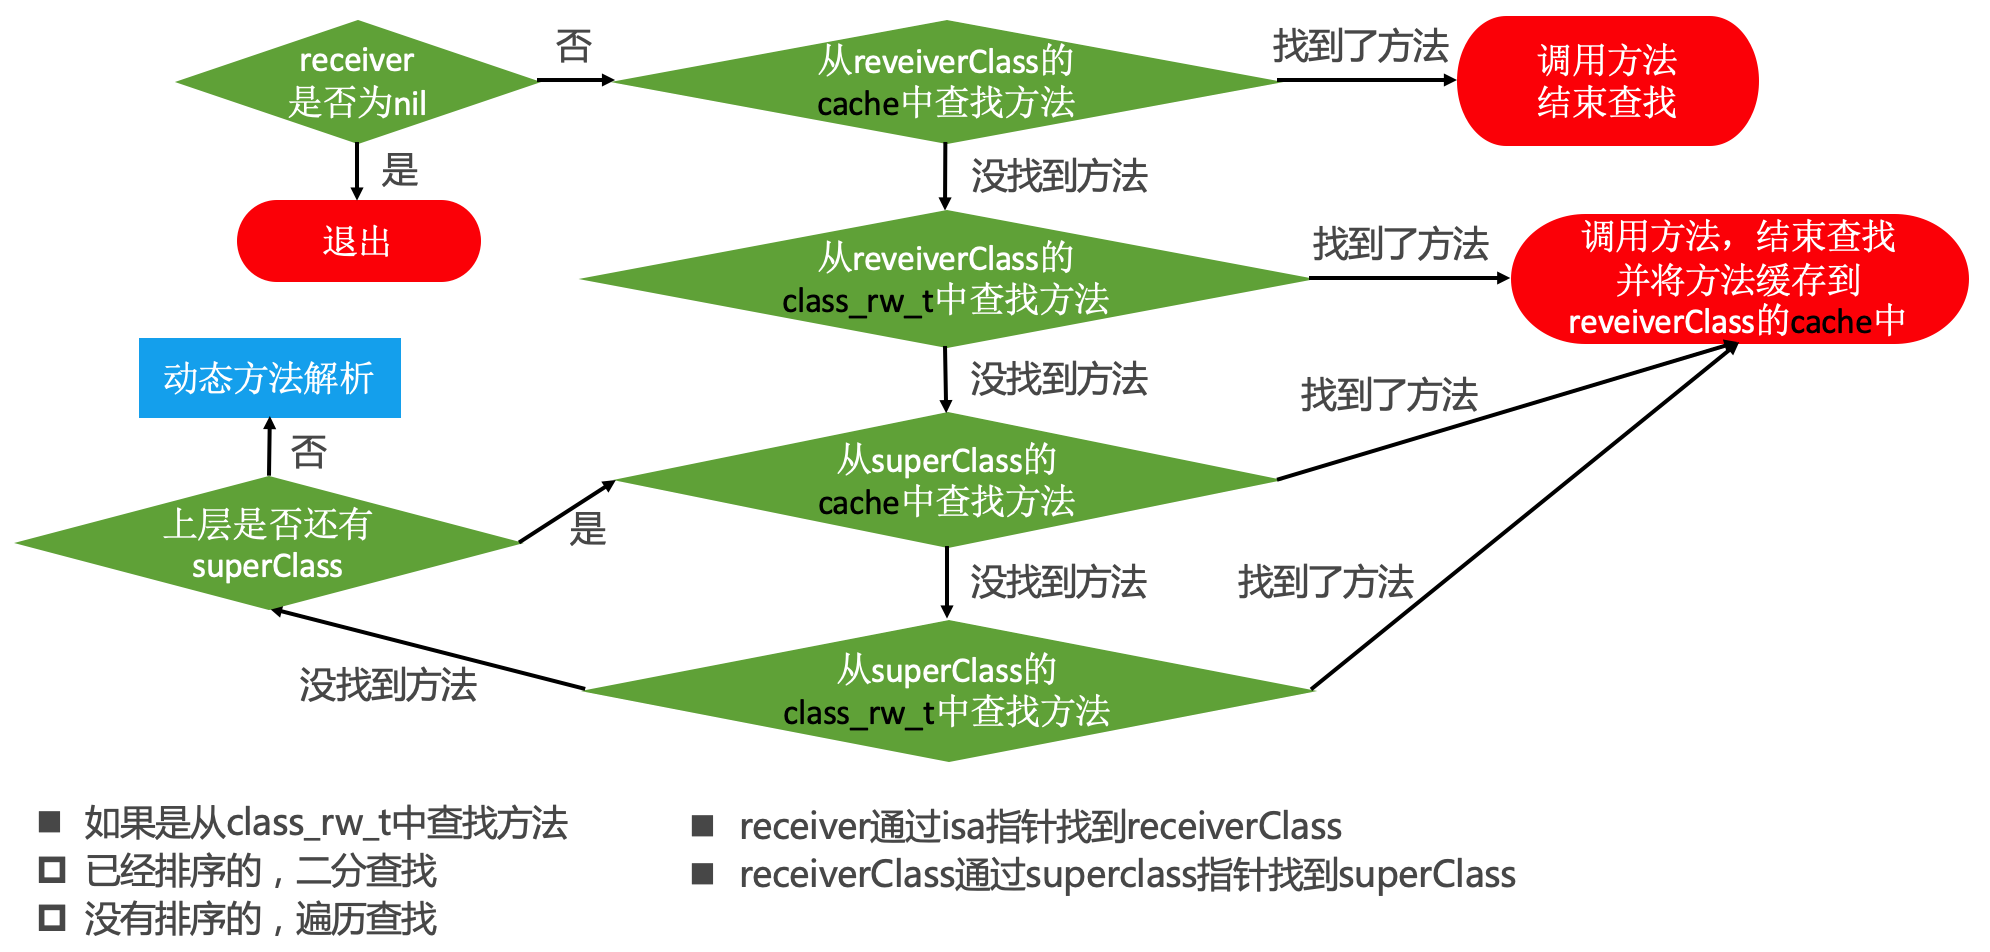 receiver
是否为nil
否
从reveiverClass的
cache中查找方法
找到了方法
调用方法
结束查找
是
没找到方法
退出
从reveiverClass的
class_rw_t中查找方法
找到了方法
调用方法，结束查找
并将方法缓存到
reveiverClass的cache中
动态方法解析
没找到方法
找到了方法
否
从superClass的
cache中查找方法
上层是否还有
superClass
是
没找到方法
找到了方法
没找到方法
从superClass的
class_rw_t中查找方法
如果是从class_rw_t中查找方法
已经排序的，二分查找
没有排序的，遍历查找
receiver通过isa指针找到receiverClass
receiverClass通过superclass指针找到superClass